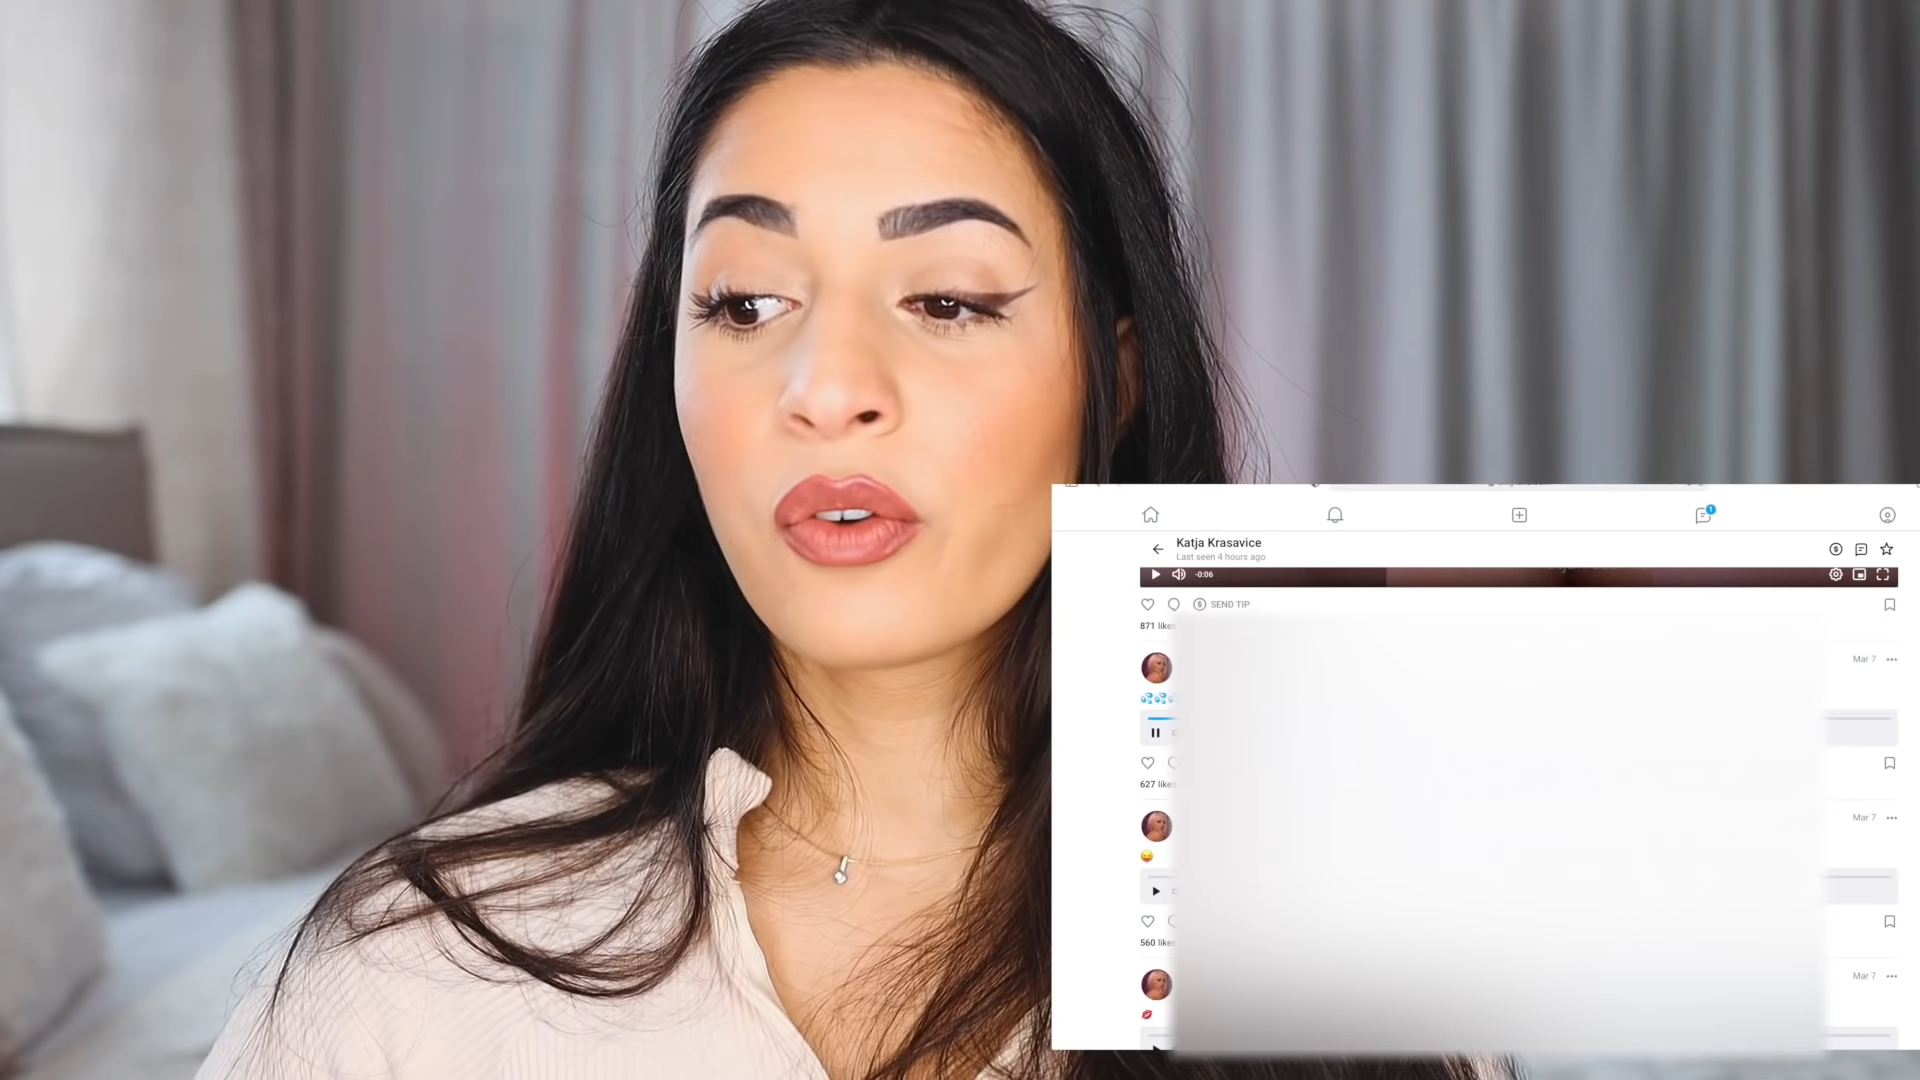 1
Katja Krasavice
Last seen 4 hours ago
-0:06
SEND TIP
871 likes
Mar 7
627 likes
Mar 7
560 likes
Mar 7